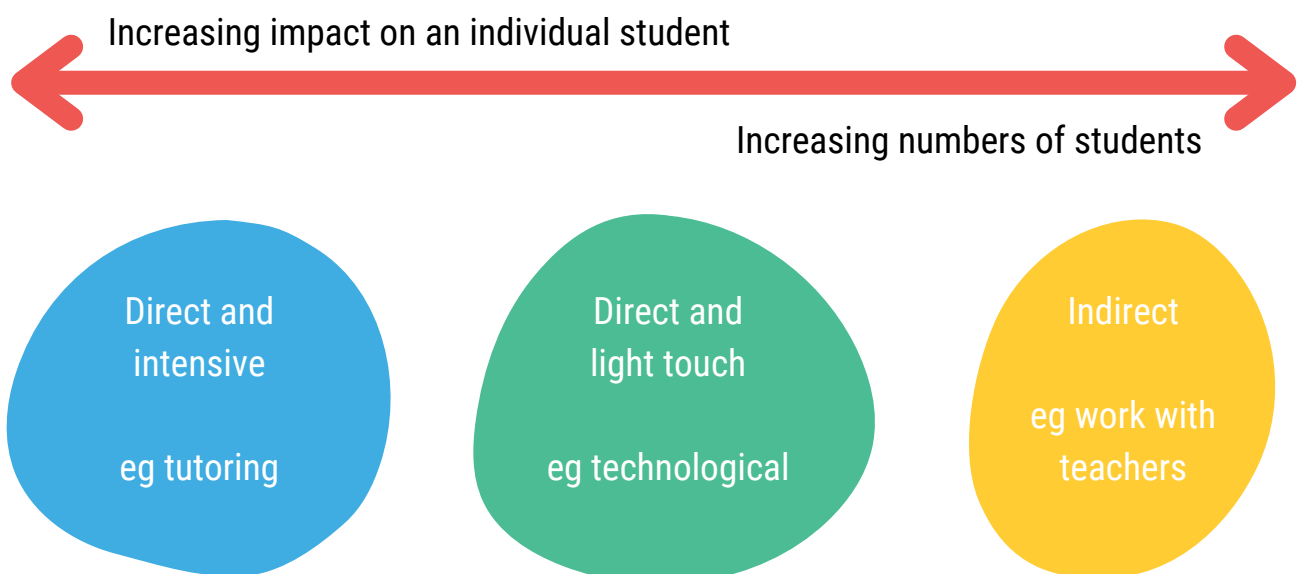 Increasing impact on an individual student
Increasing numbers of students
Direct and
intensive
eg tutoring
Direct and
light touch
eg technological
Indirect
eg work with
teachers